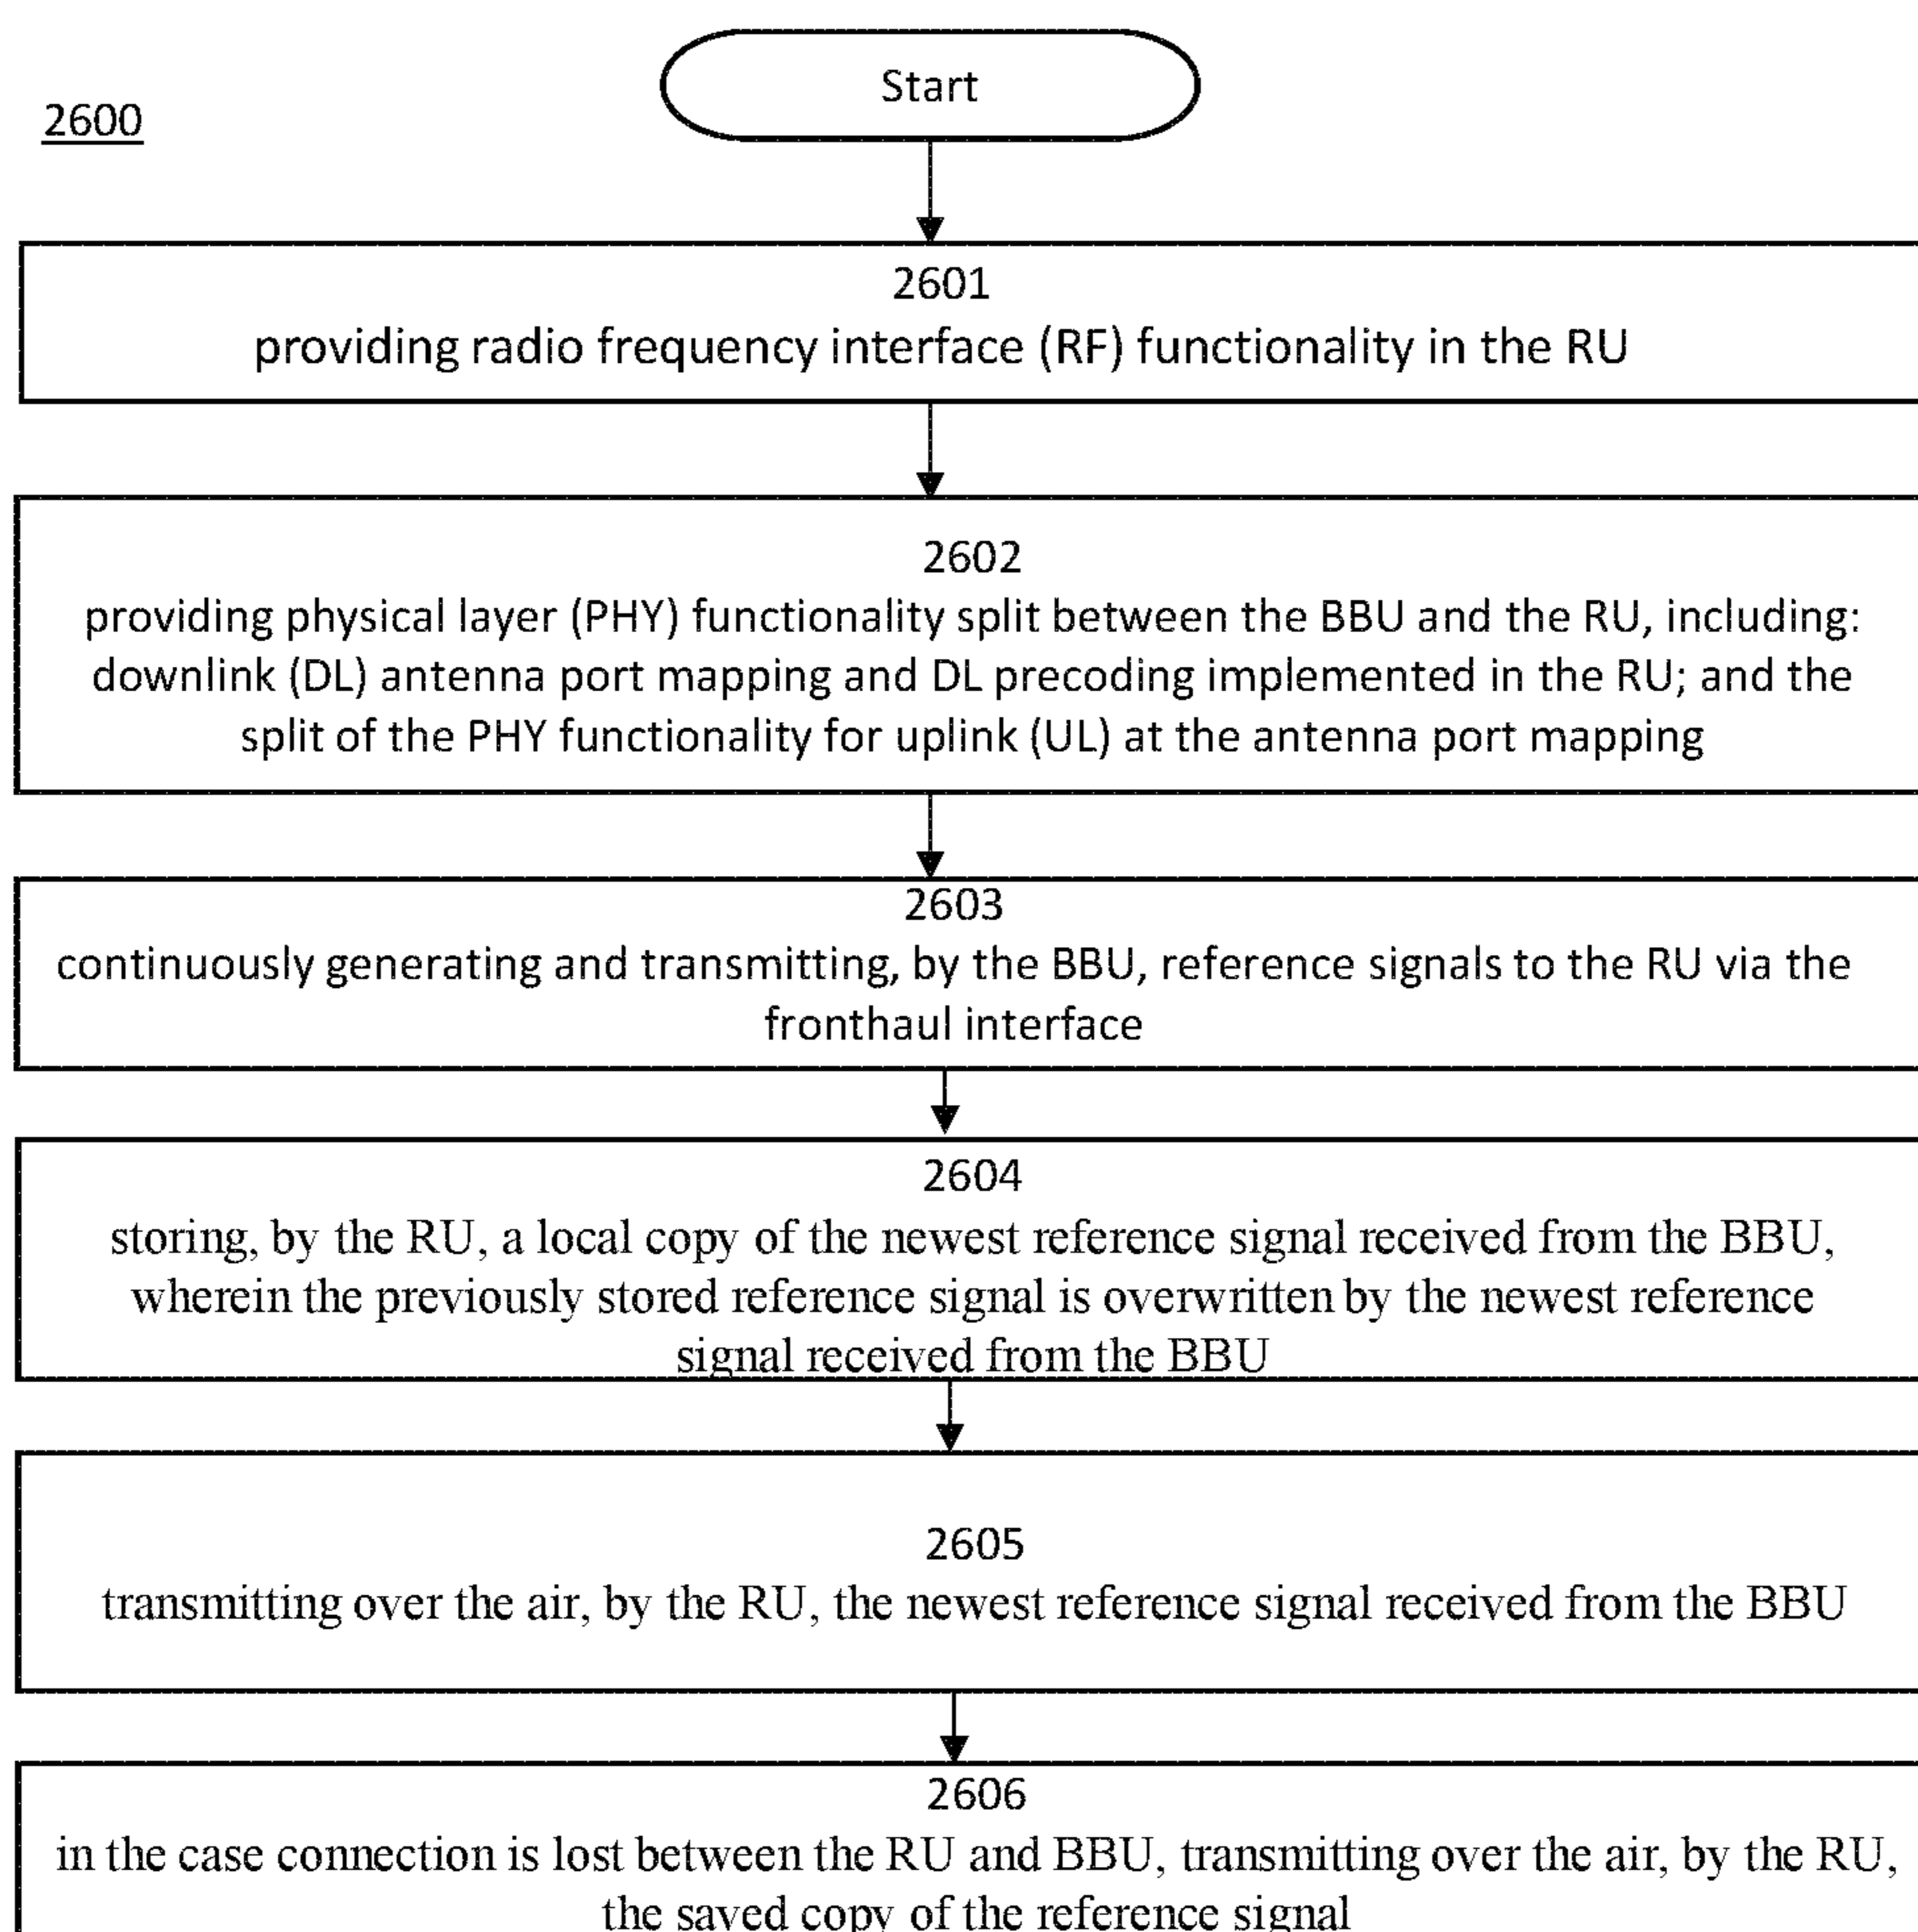 Start
2600
2601
providing radio frequency interface (RF) functionality in the RU
2602
providing physical layer (PHY) functionality split between the BBU and the RU, including:
downlink (DL) antenna port mapping and DL precoding implemented in the RU; and the
split of the PHY functionality for uplink (UL) at the antenna port mapping
2603
continuously generating and transmitting, by the BBU, reference signals to the RU via the
fronthaul interface
2604
storing, by the RU, a local copy of the newest reference signal received from the BBU,
wherein the previously stored reference signal is overwritten by the newest reference
signal received from the BBU
2605
transmitting over the air, by the RU, the newest reference signal received from the BBU
2606
in the case connection is lost between the RU and BBU, transmitting over the air, by the RU,
the saved copy of the reference signal